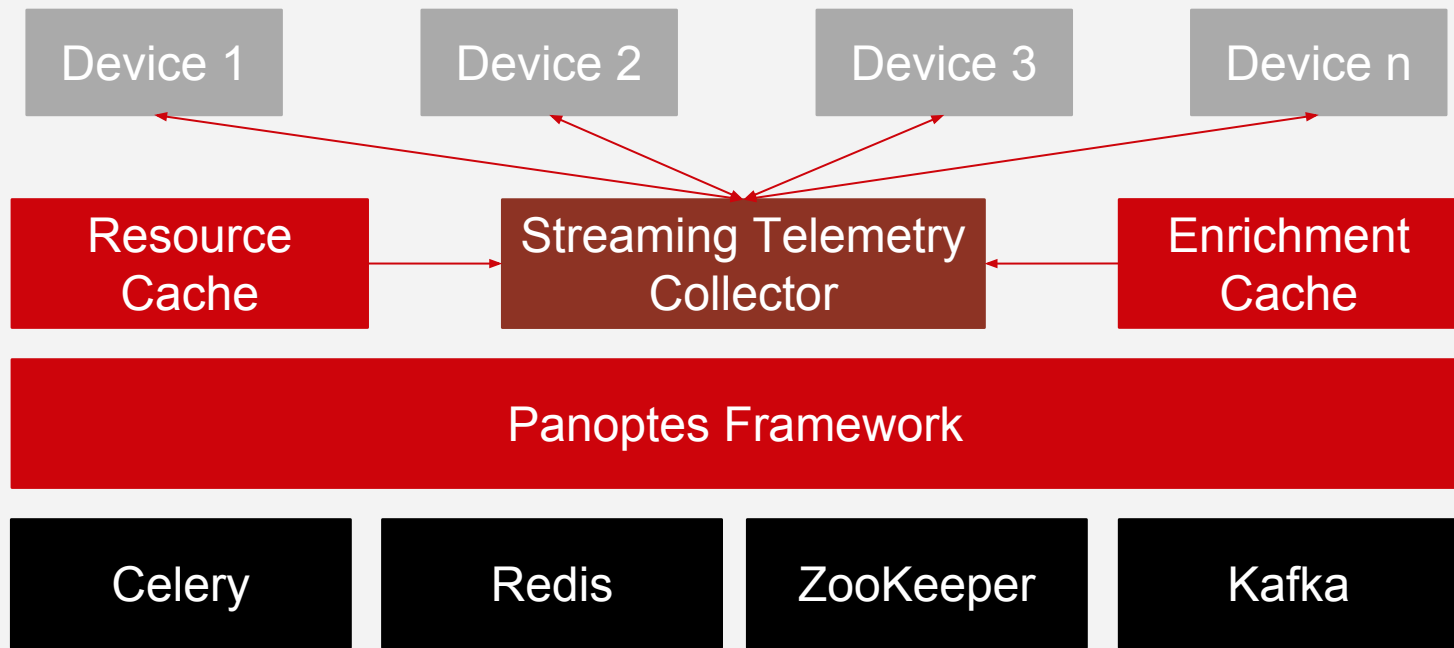 Device 1
Device 2
Device 3
Device n
Resource
Cache
Streaming Telemetry
Collector
Enrichment
Cache
Panoptes Framework
Celery
Redis
ZooKeeper
Kafka